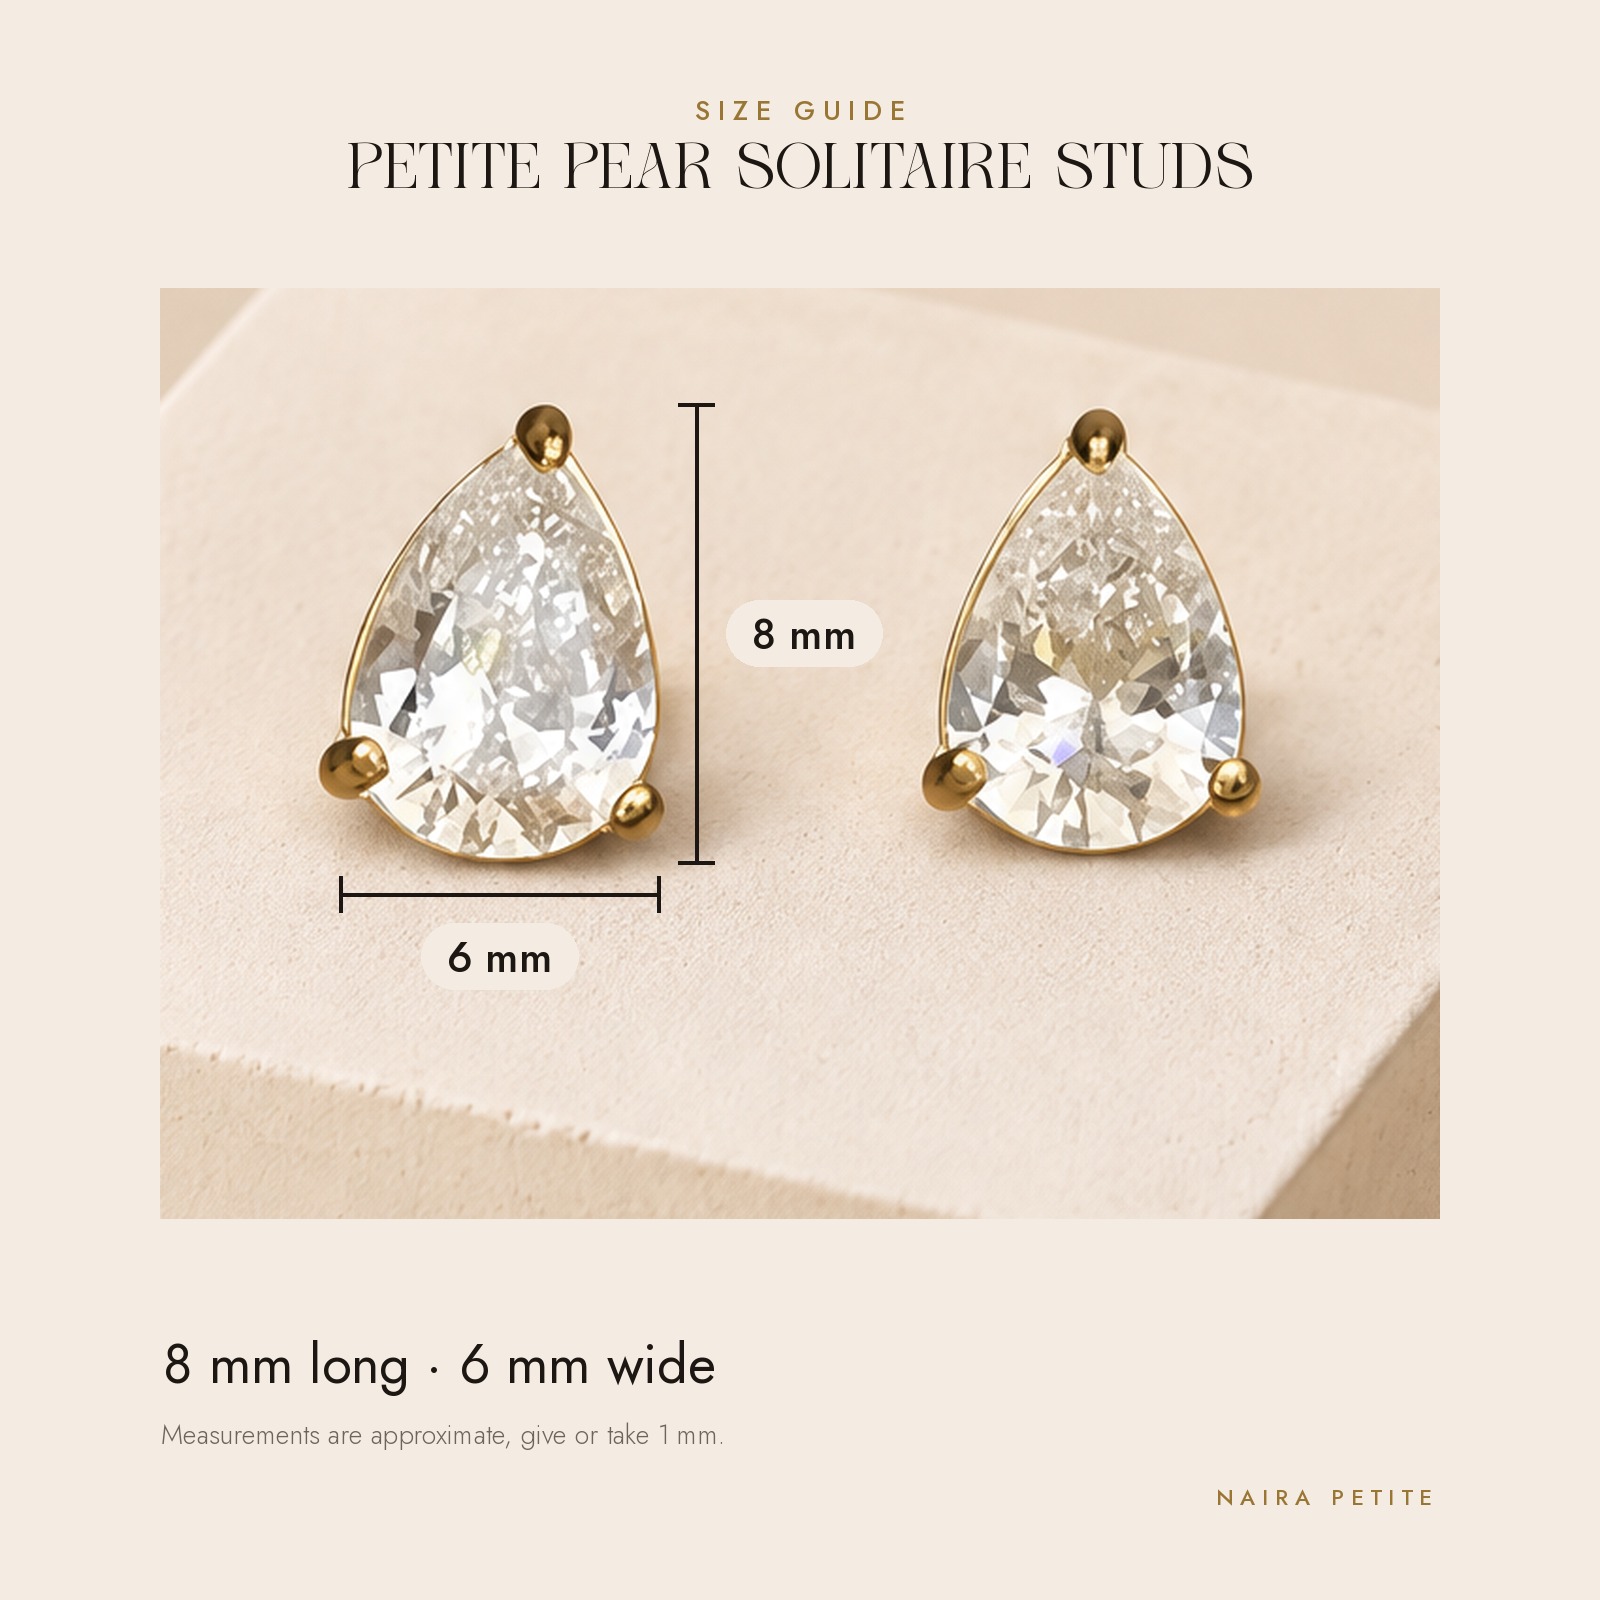 SIZE GUIDE
PETITE PEAR SOLITAIRE STUDS
8 mm
6 mm
8 mm long · 6 mm wide
Measurements are approximate, give or take 1 mm.
NAIRA PETITE